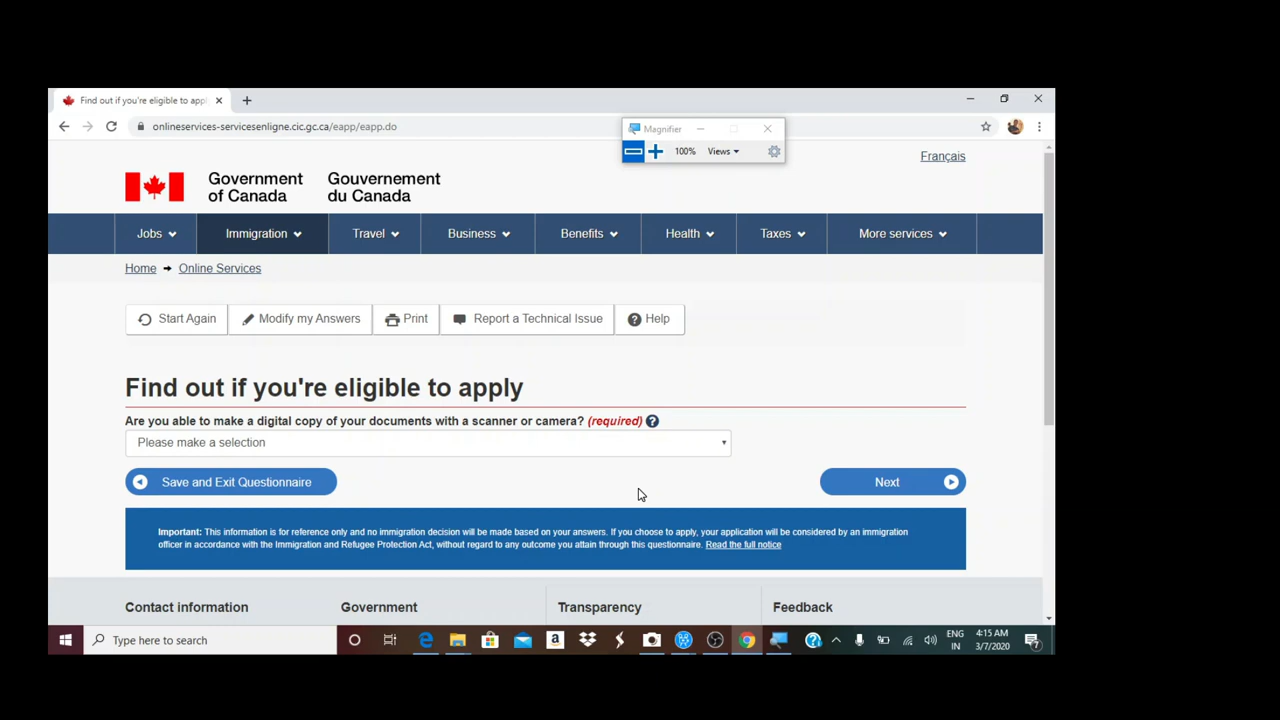 Find out if you're eligible to appl
onlineservices-servicesenligne.cic.gc.ca/eapp/eapp.do
Magnifier
100% Views
Français
Government of Canada
Gouvernement du Canada
Jobs Immigration Travel Business Benefits Health Taxes More services
Home Online Services
Start Again Modify my Answers Print Report a Technical Issue Help
Find out if you're eligible to apply
Are you able to make a digital copy of your documents with a scanner or camera? (required)
Please make a selection
Save and Exit Questionnaire Next
Important: This information is for reference only and no immigration decision will be made based on your answers. If you choose to apply, your application will be considered by an immigration
officer in accordance with the Immigration and Refugee Protection Act, without regard to any outcome you attain through this questionnaire. Read the full notice
Contact information Government Transparency Feedback
Type here to search
ENG 4:15 AM
IN 3/7/2020
7